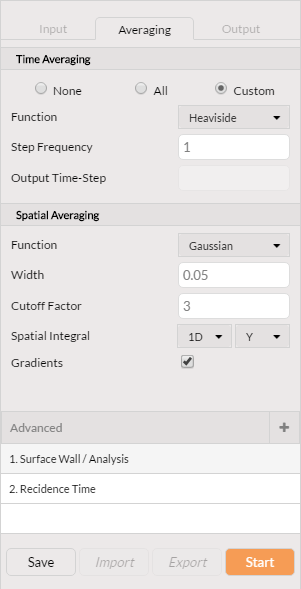 Input Averaging Output
Time Averaging
None All Custom
Function Heaviside
Step Frequency 1
Output Time-Step
Spatial Averaging
Function Gaussian
Width 0.05
Cutoff Factor 3
Spatial Integral 1D Y
Gradients
Advanced +
1. Surface Wall / Analysis
2. Recidence Time
Save Import Export Start